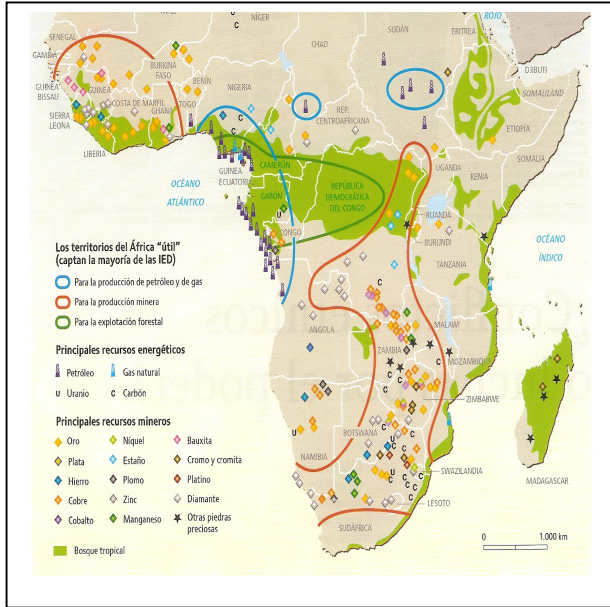 C
NÍGER
C
SENEGAL
CHAD
SUDÁN
ROJO
ERITREA
GAMBIA
BURKINA
FASO
DJIBUTI
GUINEA
BISSAU
GUINEA
BENIN
NIGERIA
SOMALILAND
COSTA DE MARFIL
GHANA
TOGO
REP.
CENTROAFRICANA
SIERRA
LEONA
ETIOPIA
LIBERIA
CAMERÚN
SOMALIA
OCÉANO
ATLÁNTICO
GUINEA
ECUATORIAL
UGANDA
KENIA
GABÓN
REPÚBLICA
DEMOCRÁTICA
DEL CONGO
RUANDA
CONGO
BURUNDI
OCÉANO
ÍNDICO
TANZANIA
Los territorios del África "útil"
(captan la mayoría de las IED)
Para la producción de petróleo y de gas
Para la producción minera
Para la explotación forestal
ANGOLA
MALAWI
ZAMBIA
MOZAMBIQUE
ZIMBABWE
Principales recursos energéticos
Petróleo
Gas natural
U Uranio
C Carbón
Principales recursos mineros
Oro
Níquel
Bauxita
Plata
Estaño
Cromo y cromita
Hierro
Plomo
Platino
Cobre
Zinc
Diamante
Cobalto
Manganeso
Otras piedras
preciosas
Bosque tropical
BOTSWANA
NAMIBIA
SWAZILANDIA
LESOTO
SUDÁFRICA
MADAGASCAR
0 1.000 km